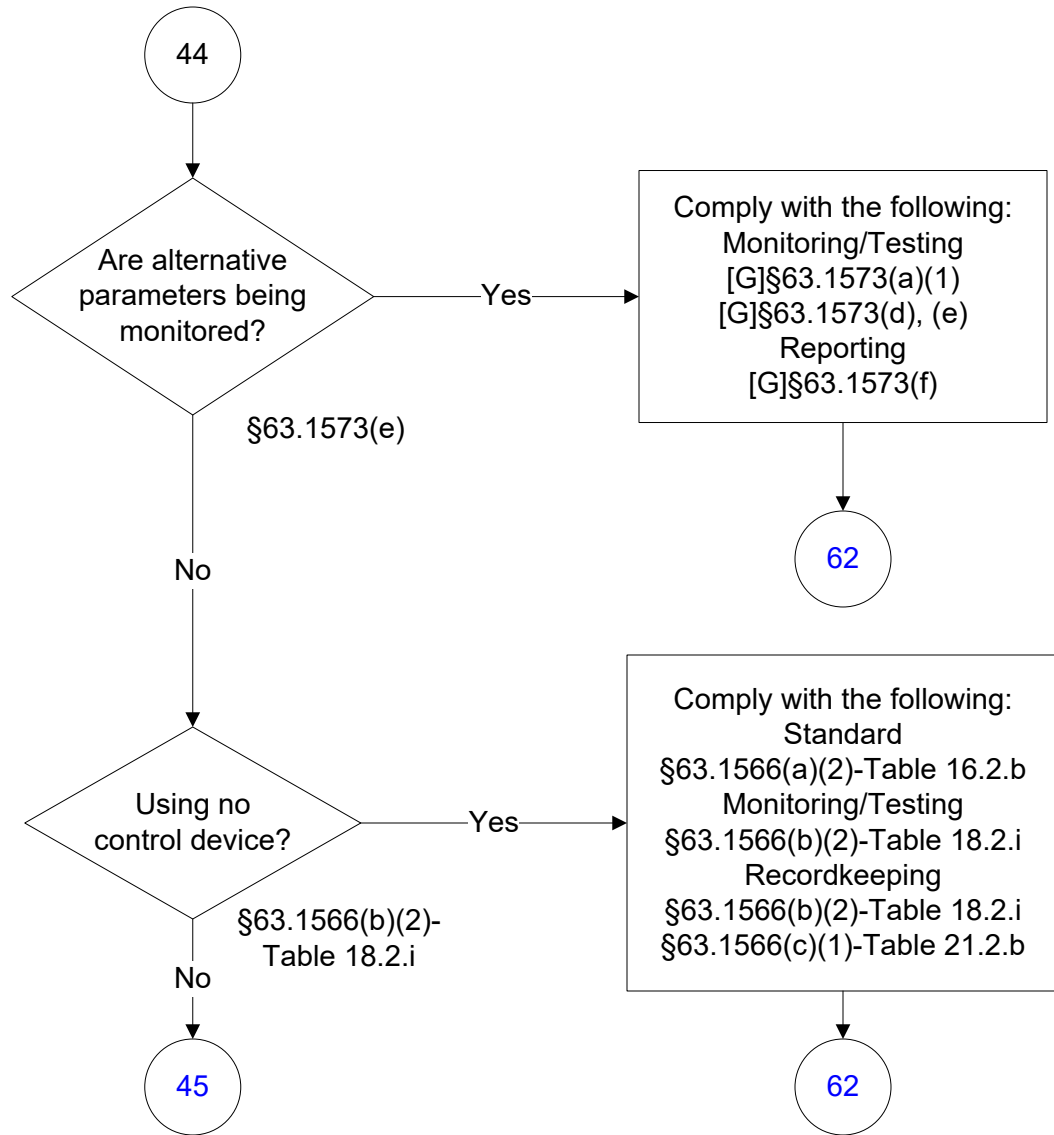 44
Are alternative
parameters being
monitored?
Yes
§63.1573(e)
Comply with the following:
Monitoring/Testing
[G]§63.1573(a)(1)
[G]§63.1573(d), (e)
Reporting
[G]§63.1573(f)
62
No
Using no
control device?
Yes
§63.1566(b)(2)-
Table 18.2.i
Comply with the following:
Standard
§63.1566(a)(2)-Table 16.2.b
Monitoring/Testing
§63.1566(b)(2)-Table 18.2.i
Recordkeeping
§63.1566(b)(2)-Table 18.2.i
§63.1566(c)(1)-Table 21.2.b
No
45
62